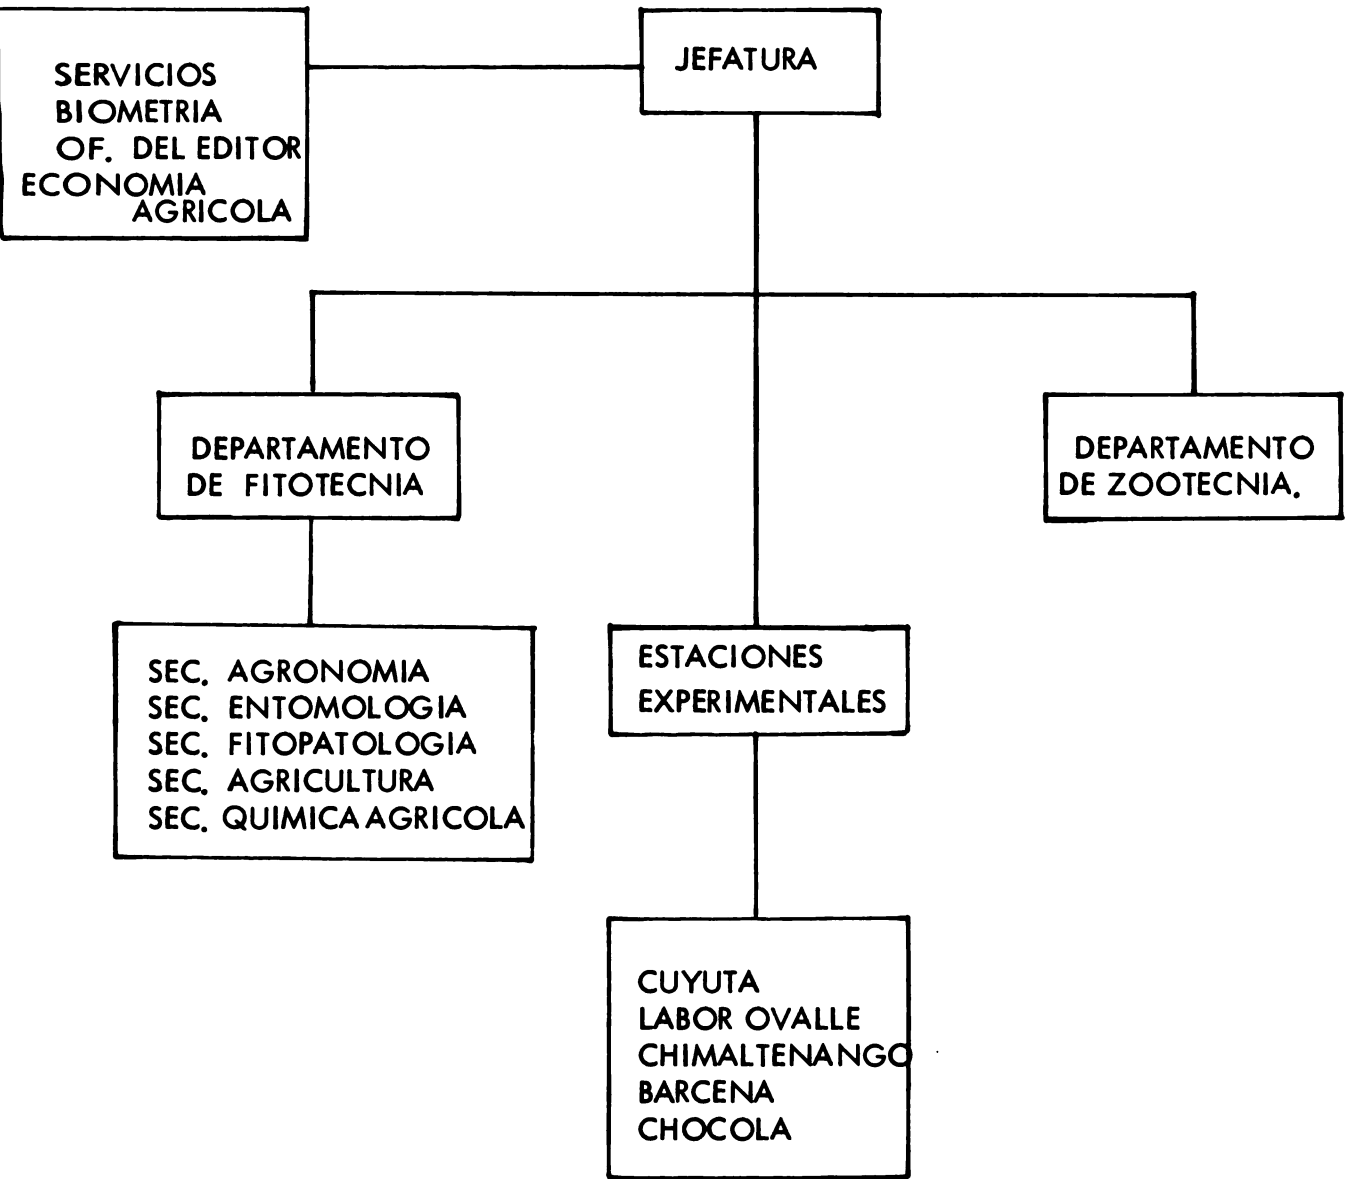 SERVICIOS
BIOMETRIA
OF. DEL EDITOR
ECONOMIA
AGRICOLA
JEFATURA
DEPARTAMENTO
DE FITOTECNIA
DEPARTAMENTO
DE ZOOTECNIA.
SEC. AGRONOMIA
SEC. ENTOMOLOGIA
SEC. FITOPATOLOGIA
SEC. AGRICULTURA
SEC. QUIMICA AGRICOLA
ESTACIONES
EXPERIMENTALES
CUYUTA
LABOR OVALLE
CHIMALTENANGO
BARCENA
CHOCOLA